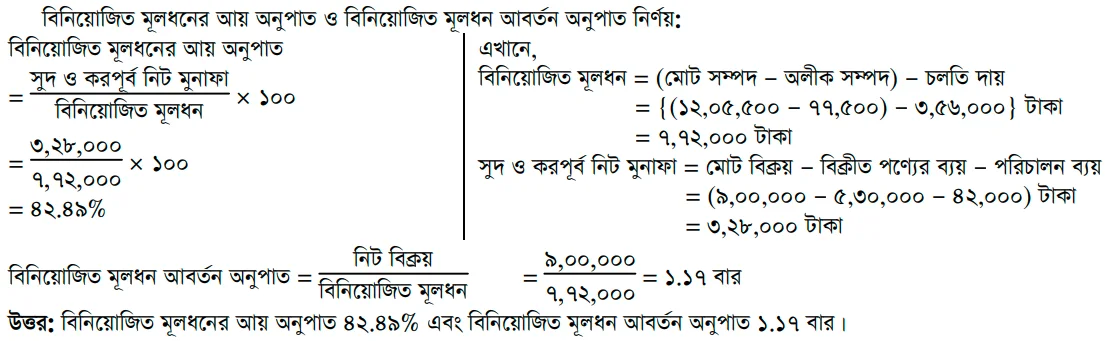 বিনিয়োজিত মূলধনের আয় অনুপাত ও বিনিয়োজিত মূলধন আবর্তন অনুপাত নির্ণয়:
বিনিয়োজিত মূলধনের আয় অনুপাত
= সুদ ও করপূর্ব নিট মুনাফা / বিনিয়োজিত মূলধন × ১০০
= ৩,২৮,০০০ / ৭,৭২,০০০ × ১০০
= ৪২.৪৯%
এখানে,
বিনিয়োজিত মূলধন = (মোট সম্পদ – অলীক সম্পদ) – চলতি দায়
= {(১২,০৫,৫০০ – ৭৭,৫০০) – ৩,৫৬,০০০} টাকা
= ৭,৭২,০০০ টাকা
সুদ ও করপূর্ব নিট মুনাফা = মোট বিক্রয় – বিক্রীত পণ্যের ব্যয় – পরিচালন ব্যয়
= (৯,০০,০০০ – ৫,৩০,০০০ – ৪২,০০০) টাকা
= ৩,২৮,০০০ টাকা
বিনিয়োজিত মূলধন আবর্তন অনুপাত = নিট বিক্রয় / বিনিয়োজিত মূলধন = ৯,০০,০০০ / ৭,৭২,০০০ = ১.১৭ বার
উত্তর: বিনিয়োজিত মূলধনের আয় অনুপাত ৪২.৪৯% এবং বিনিয়োজিত মূলধন আবর্তন অনুপাত ১.১৭ বার।